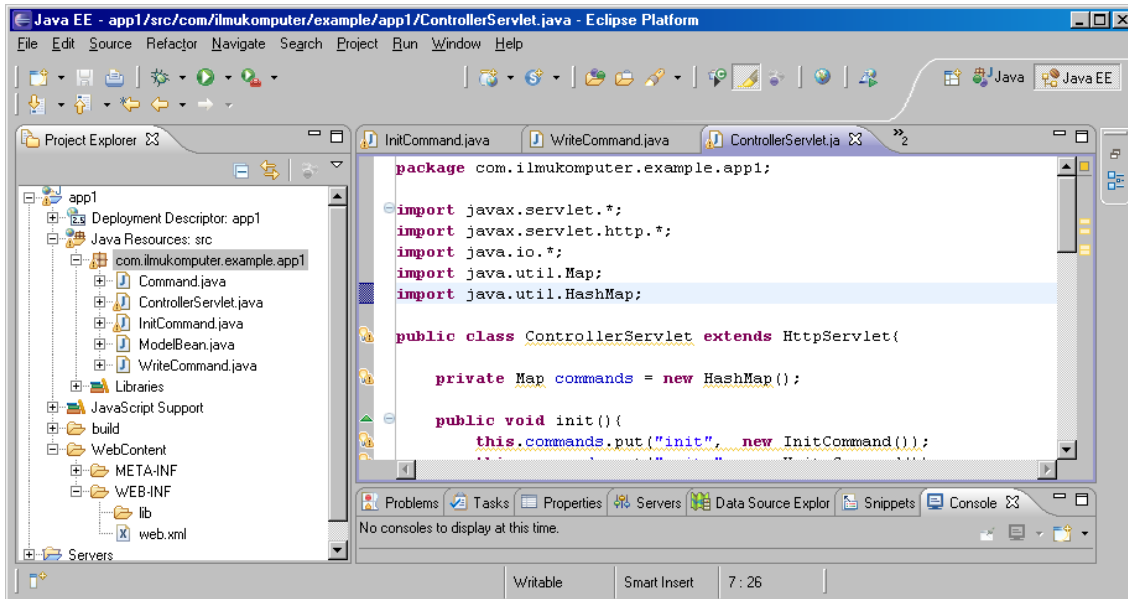 Java EE - app1/src/com/ilmukomputer/example/app1/ControllerServlet.java - Eclipse Platform
File Edit Source Refactor Navigate Search Project Run Window Help
Java Java EE
Project Explorer
app1
Deployment Descriptor: app1
Java Resources: src
com.ilmukomputer.example.app1
Command.java
ControllerServlet.java
InitCommand.java
ModelBean.java
WriteCommand.java
Libraries
JavaScript Support
build
WebContent
META-INF
WEB-INF
lib
web.xml
Servers
InitCommand.java WriteCommand.java ControllerServlet.ja »2
package com.ilmukomputer.example.app1;
import javax.servlet.*;
import javax.servlet.http.*;
import java.io.*;
import java.util.Map;
import java.util.HashMap;
public class ControllerServlet extends HttpServlet{
private Map commands = new HashMap();
public void init(){
this.commands.put("init",  new InitCommand());
Problems Tasks Properties Servers Data Source Explor Snippets Console
No consoles to display at this time.
Writable Smart Insert 7 : 26